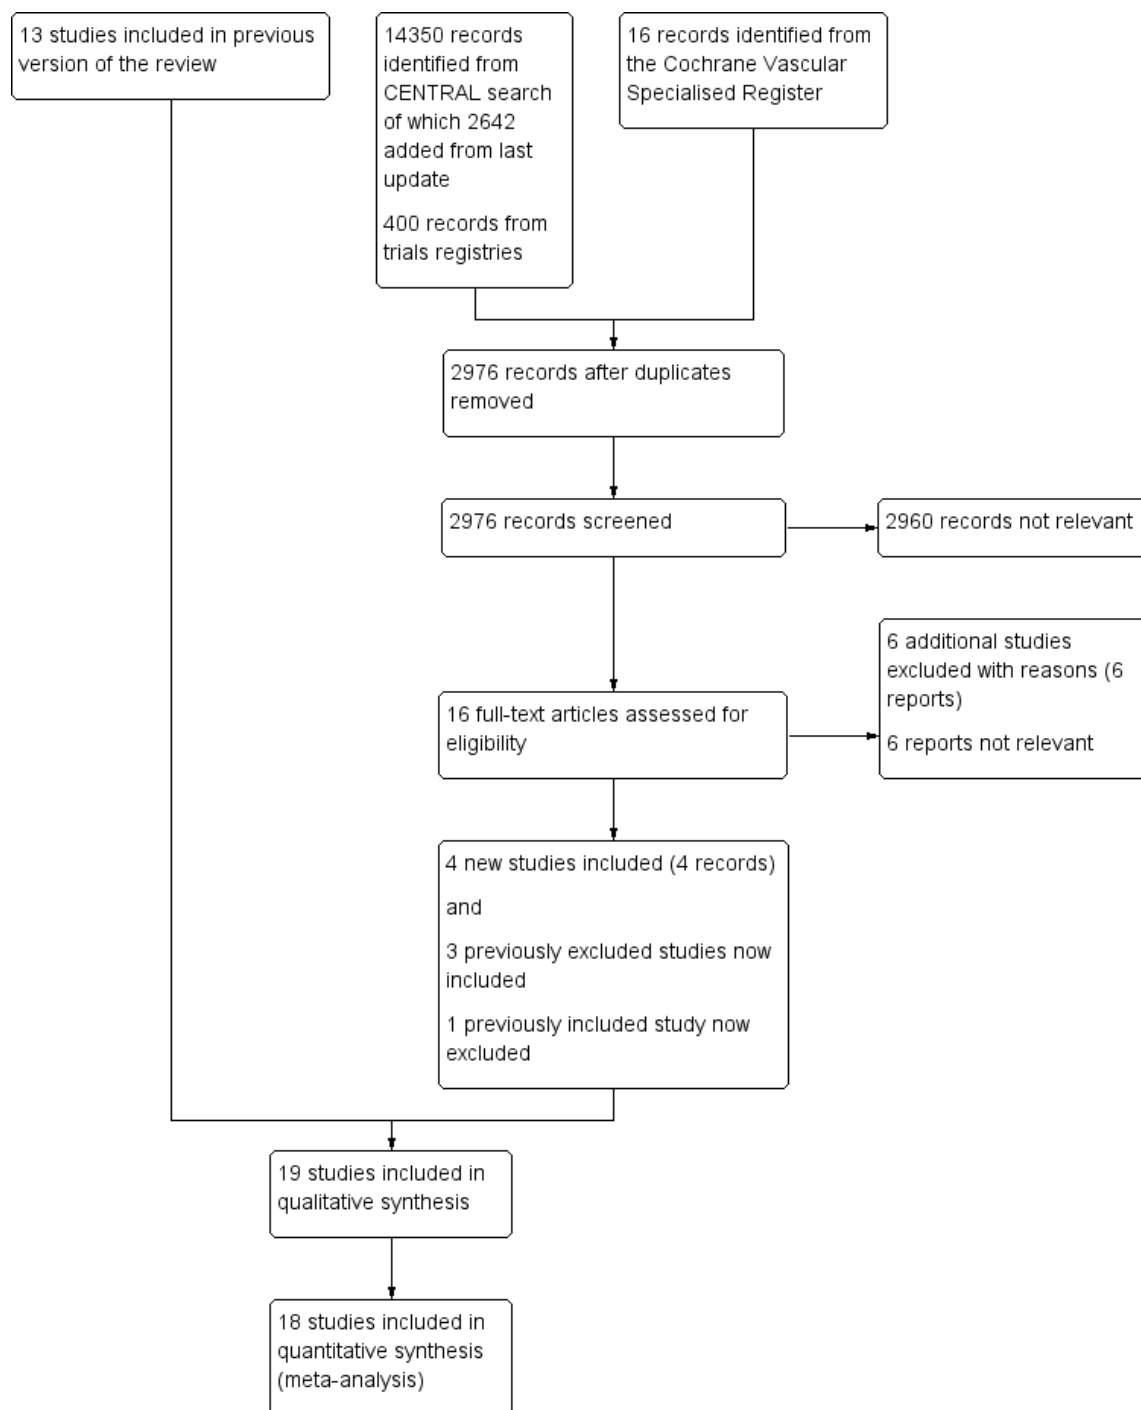 13 studies included in previous
version of the review
14350 records
identified from
CENTRAL search
of which 2642
added from last
update
400 records from
trials registries
16 records identified from
the Cochrane Vascular
Specialised Register
2976 records after duplicates
removed
2976 records screened
2960 records not relevant
16 full-text articles assessed for
eligibility
6 additional studies
excluded with reasons (6
reports)
6 reports not relevant
4 new studies included (4 records)
and
3 previously excluded studies now
included
1 previously included study now
excluded
19 studies included in
qualitative synthesis
18 studies included in
quantitative synthesis
(meta-analysis)